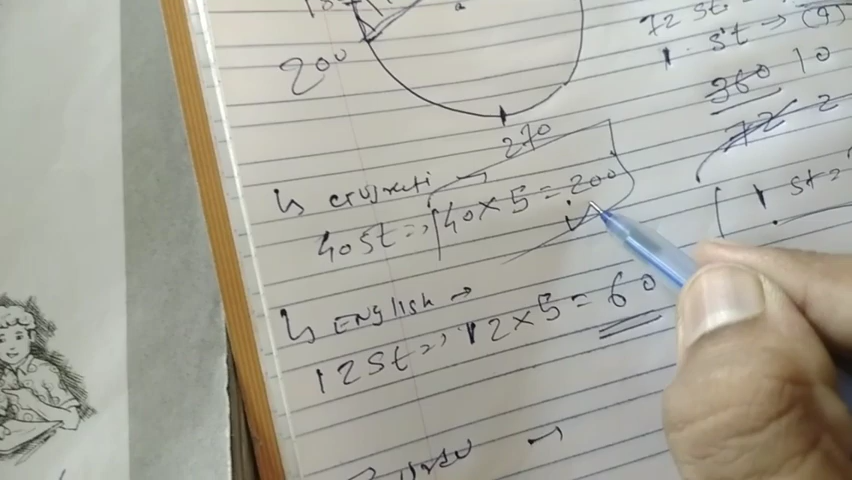 200
270
72 St.
1 St → (9)
360 10
72 2
↳ Gujrati →
40 St => 40 × 5 = 200
1 St =
↳ English →
12 St => 12 × 5 = 60
→